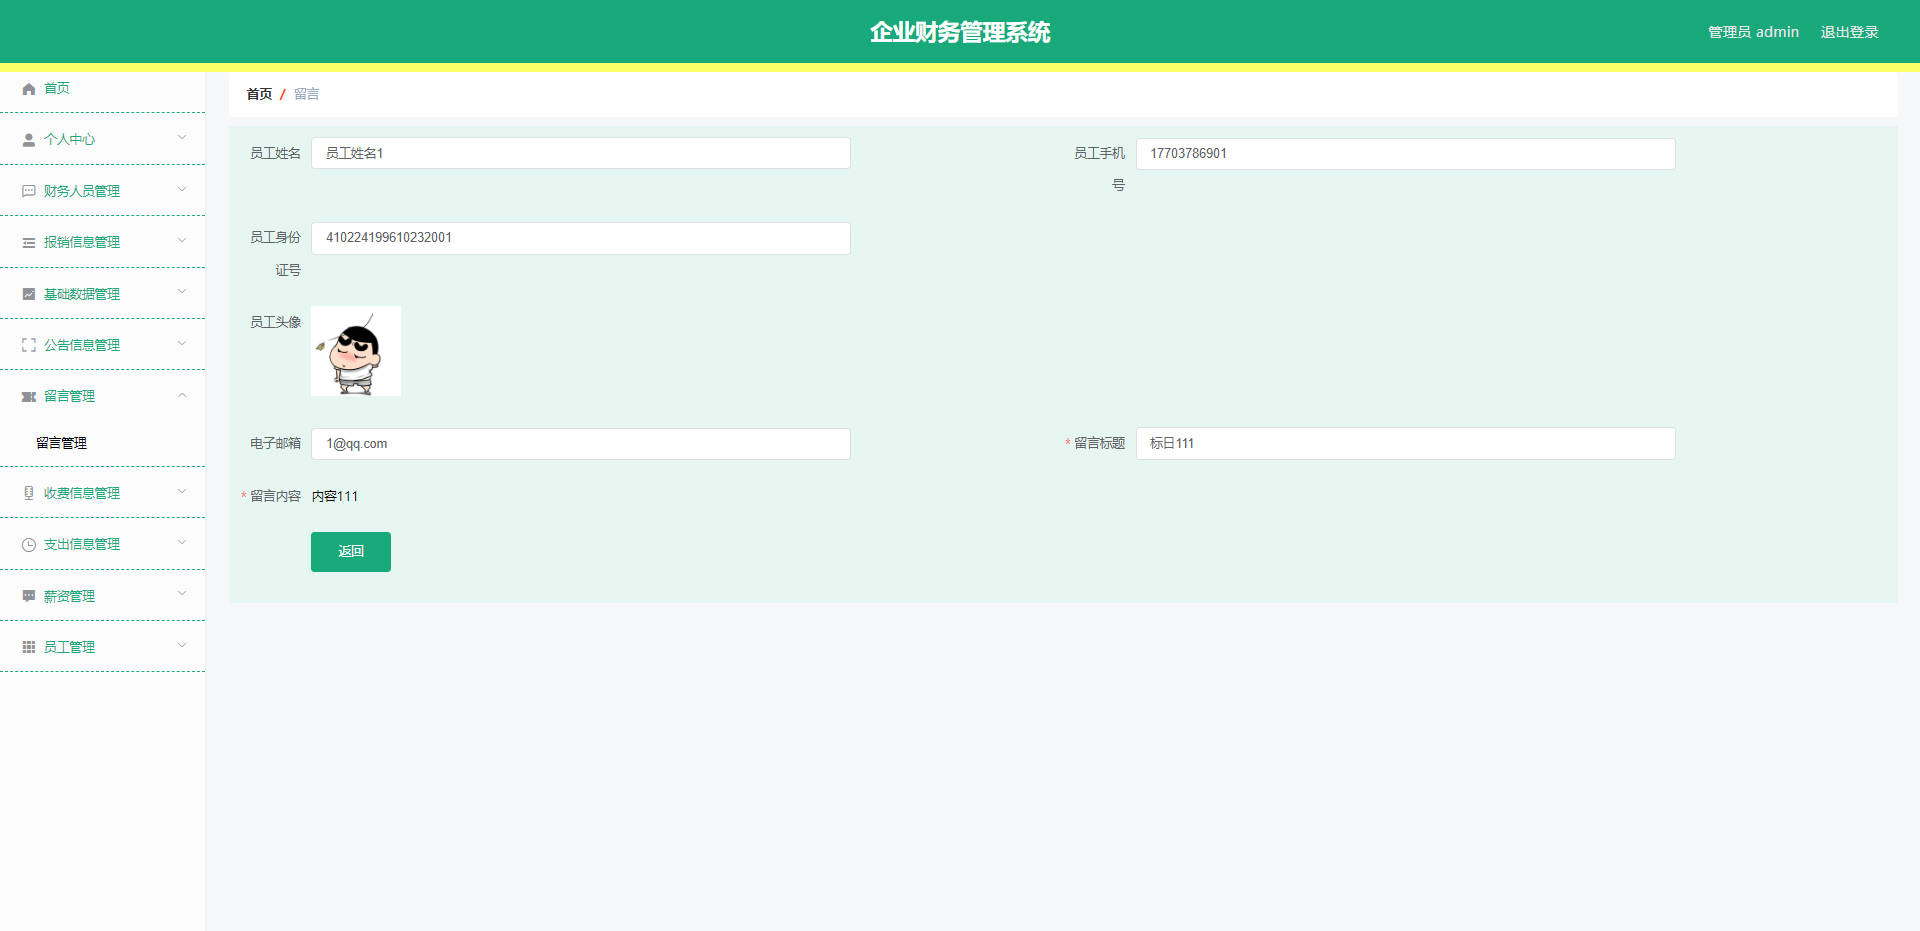 企业财务管理系统
管理员 admin
退出登录
首页
个人中心
财务人员管理
报销信息管理
基础数据管理
公告信息管理
留言管理
留言管理
收费信息管理
支出信息管理
薪资管理
员工管理
首页 / 留言
员工姓名
员工姓名1
员工手机
号
17703786901
员工身份
证号
410224199610232001
员工头像
电子邮箱
1@qq.com
* 留言标题
标日111
* 留言内容
内容111
返回